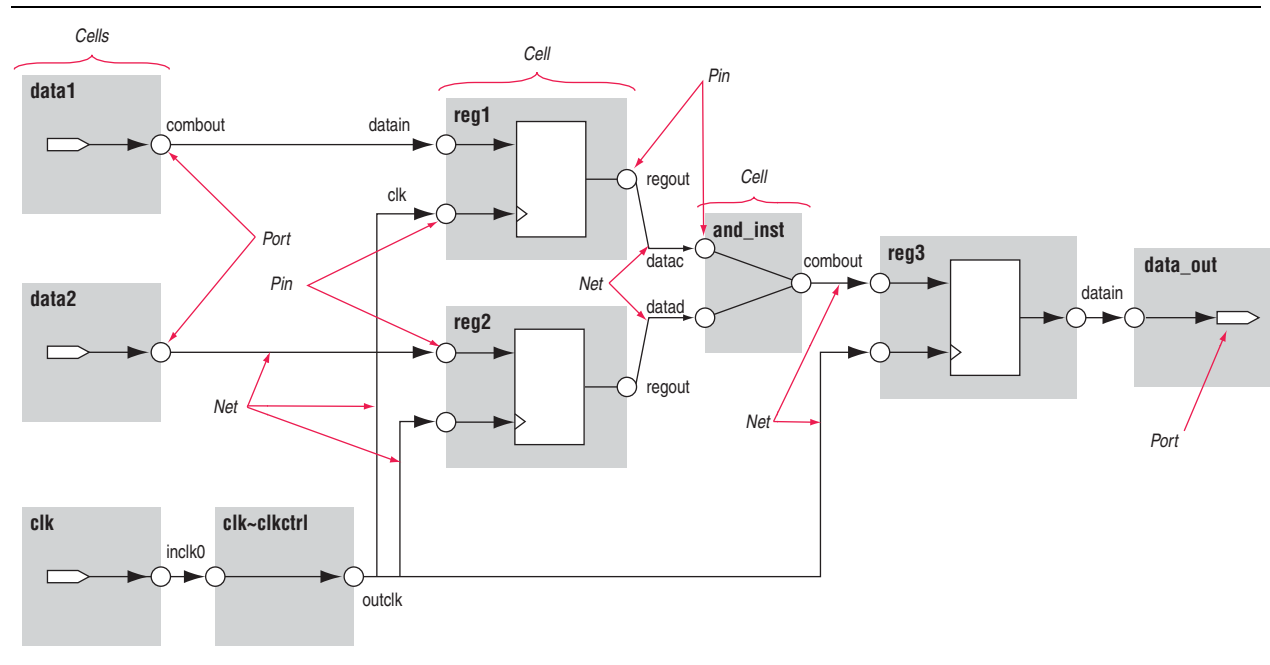 Cells
Cell
Pin
data1
combout
datain
reg1
regout
clk
Cell
and_inst
Port
datac
combout
reg3
data_out
Pin
Net
data2
datad
datain
reg2
regout
Net
Net
Port
clk
clk~clkctrl
inclk0
outclk